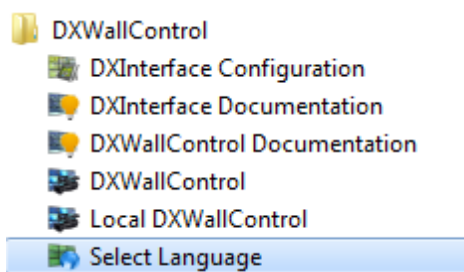 DXWallControl
DXInterface Configuration
DXInterface Documentation
DXWallControl Documentation
DXWallControl
Local DXWallControl
Select Language